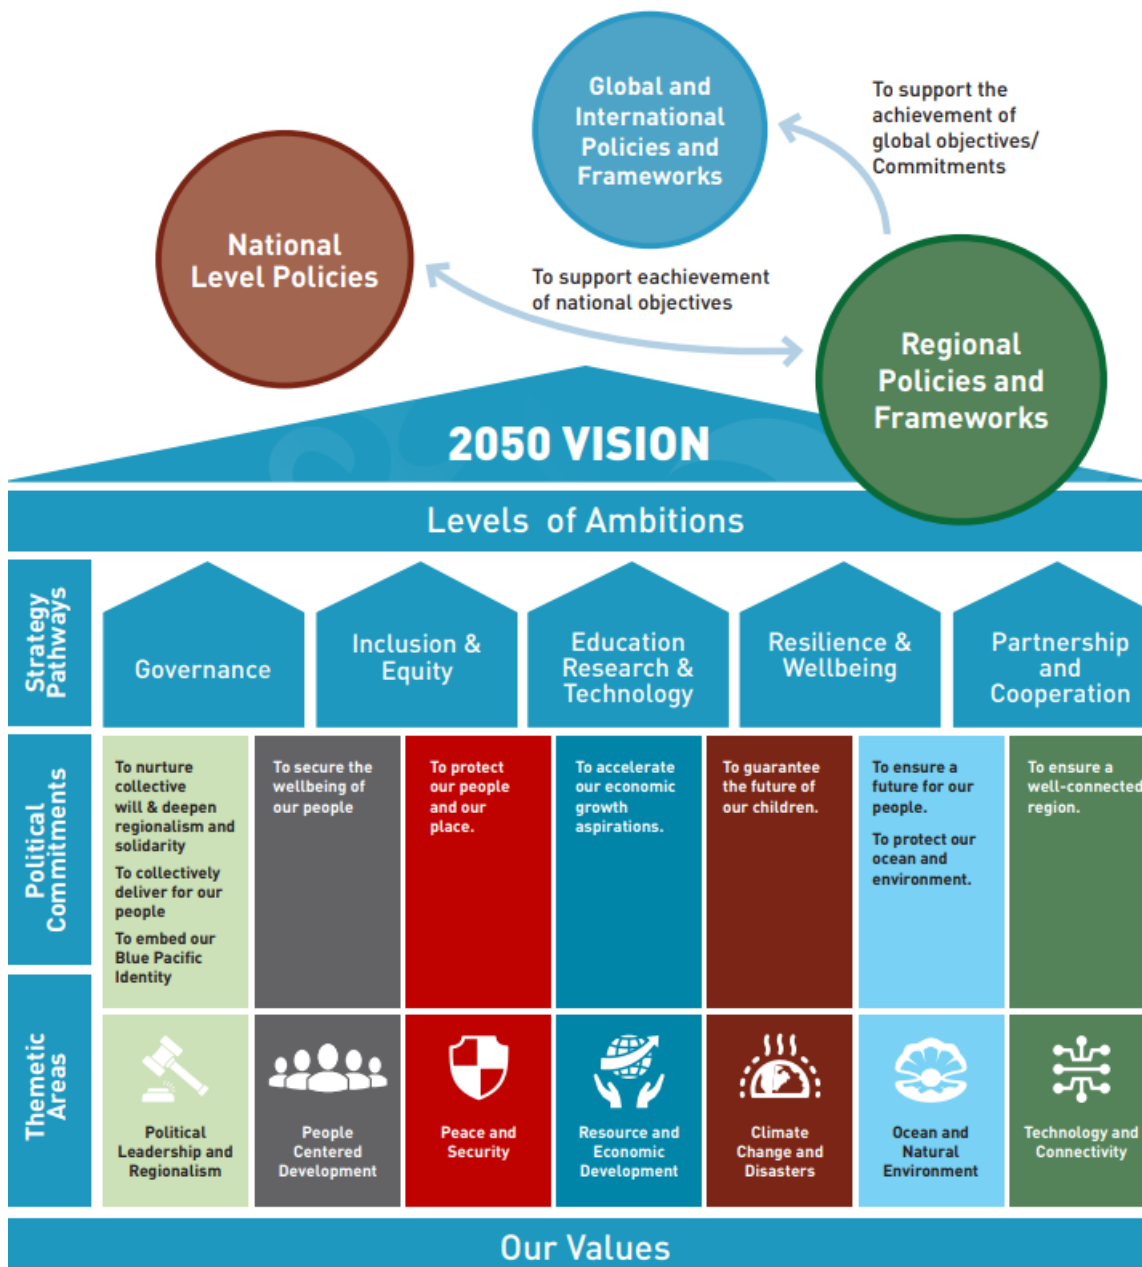 Global and
International
Policies and
Frameworks
To support the
achievement of
global objectives/
Commitments
National
Level Policies
To support eachievement
of national objectives
Regional
Policies and
Frameworks
2050 VISION
Levels of Ambitions
Strategy
Pathways
Governance
Inclusion &
Equity
Education
Research &
Technology
Resilience &
Wellbeing
Partnership
and
Cooperation
Political
Commitments
To nurture
collective
will & deepen
regionalism and
solidarity
To collectively
deliver for our
people
To embed our
Blue Pacific
Identity
To secure the
wellbeing of
our people
To protect
our people
and our
place.
To accelerate
our economic
growth
aspirations.
To guarantee
the future of
our children.
To ensure a
future for our
people.
To protect our
ocean and
environment.
To ensure a
well-connected
region.
Themetic
Areas
Political
Leadership and
Regionalism
People
Centered
Development
Peace and
Security
Resource and
Economic
Development
Climate
Change and
Disasters
Ocean and
Natural
Environment
Technology and
Connectivity
Our Values